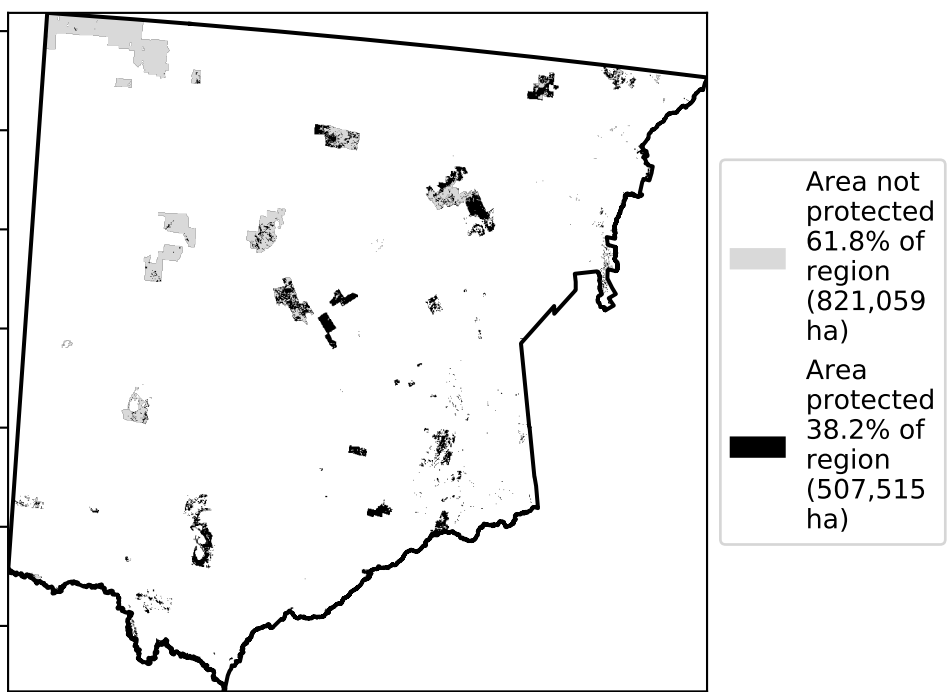 Area not
protected
61.8% of
region
(821,059
ha)
Area
protected
38.2% of
region
(507,515
ha)